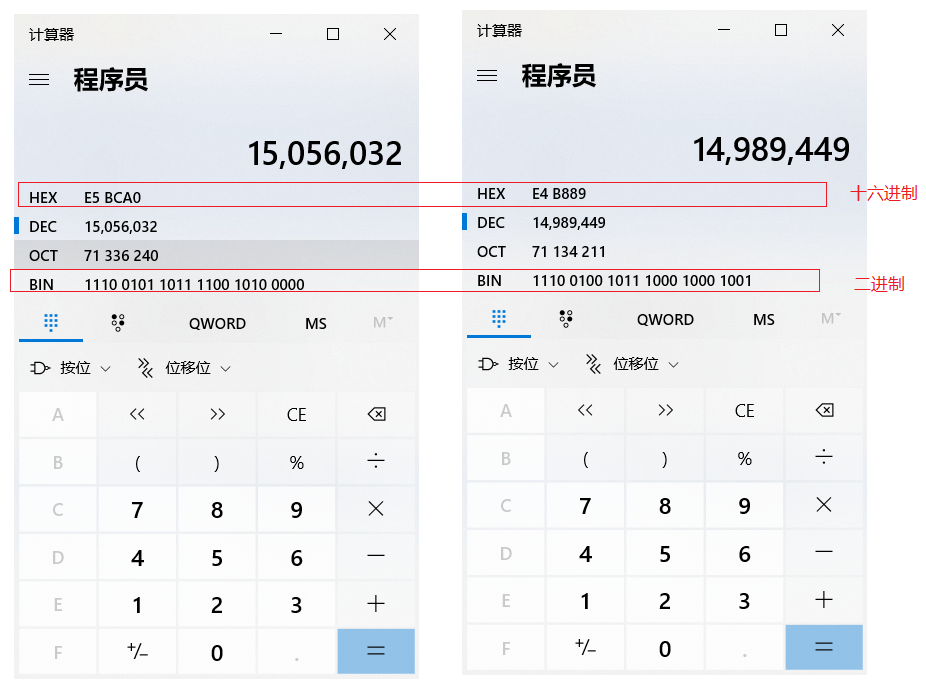 计算器
程序员
15,056,032
HEX E5 BCA0
DEC 15,056,032
OCT 71 336 240
BIN 1110 0101 1011 1100 1010 0000
QWORD MS M
按位 位移位
A << >> CE
B ( ) % ÷
C 7 8 9 ×
D 4 5 6 −
E 1 2 3 +
F +/− 0 . =
计算器
程序员
14,989,449
HEX E4 B889
DEC 14,989,449
OCT 71 134 211
BIN 1110 0100 1011 1000 1000 1001
QWORD MS M
按位 位移位
A << >> CE
B ( ) % ÷
C 7 8 9 ×
D 4 5 6 −
E 1 2 3 +
F +/− 0 . =
十六进制
二进制